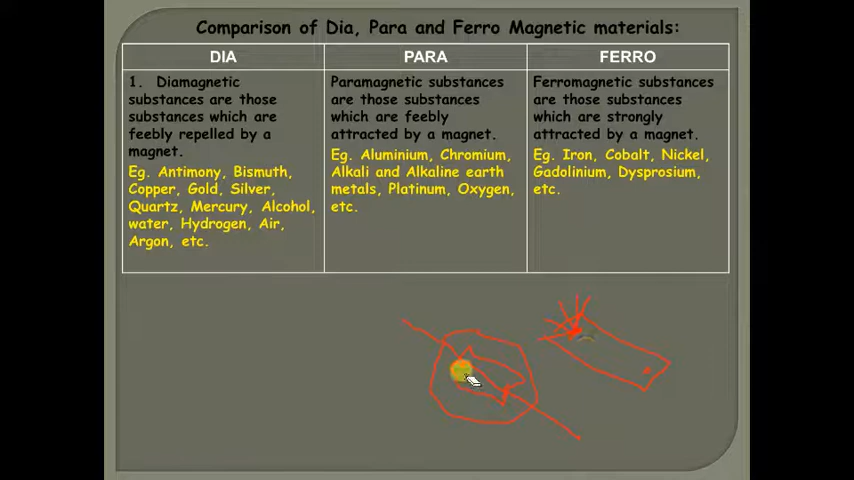 Comparison of Dia, Para and Ferro Magnetic materials:
DIA
PARA
FERRO
1. Diamagnetic
substances are those
substances which are
feebly repelled by a
magnet.
Eg. Antimony, Bismuth,
Copper, Gold, Silver,
Quartz, Mercury, Alcohol,
water, Hydrogen, Air,
Argon, etc.
Paramagnetic substances
are those substances
which are feebly
attracted by a magnet.
Eg. Aluminium, Chromium,
Alkali and Alkaline earth
metals, Platinum, Oxygen,
etc.
Ferromagnetic substances
are those substances
which are strongly
attracted by a magnet.
Eg. Iron, Cobalt, Nickel,
Gadolinium, Dysprosium,
etc.